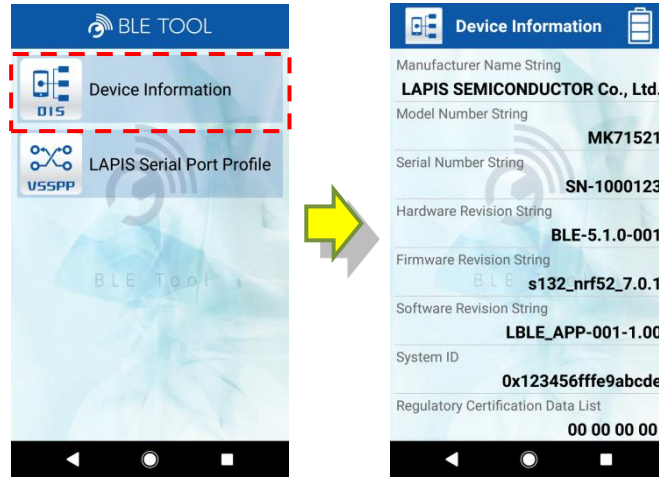 BLE TOOL
DIS
Device Information
VSSPP
LAPIS Serial Port Profile
BLE Tool
Device Information
Manufacturer Name String
LAPIS SEMICONDUCTOR Co., Ltd.
Model Number String
MK71521
Serial Number String
SN-1000123
Hardware Revision String
BLE-5.1.0-001
Firmware Revision String
BLE
s132_nrf52_7.0.1
Software Revision String
LBLE_APP-001-1.00
System ID
0x123456fffe9abcde
Regulatory Certification Data List
00 00 00 00